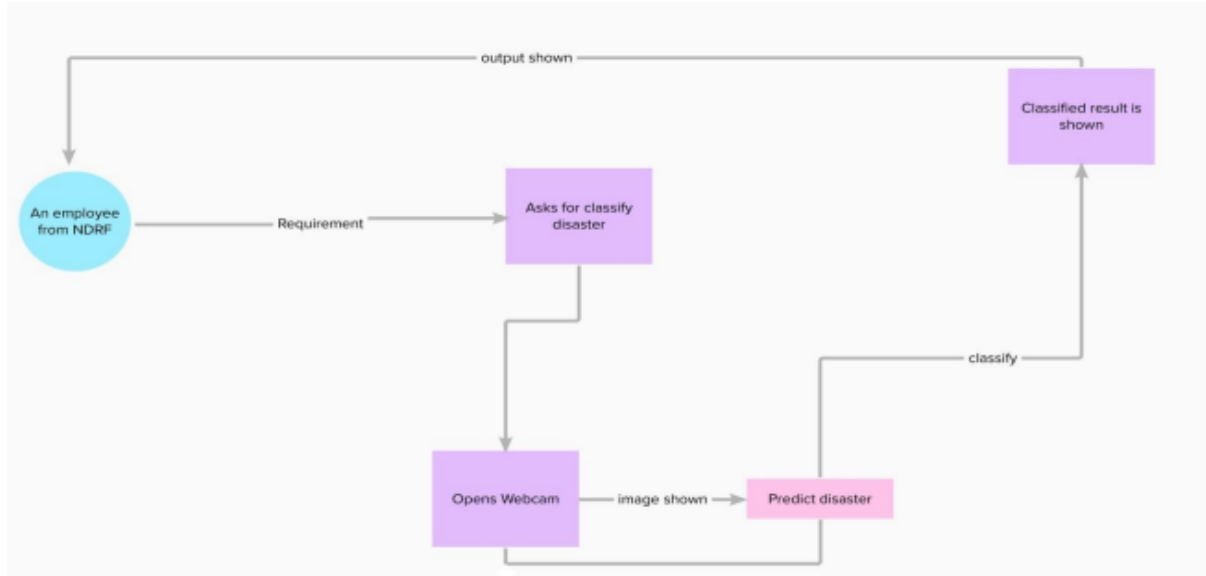 output shown
Classified result is
shown
An employee
from NDRF
Requirement
Asks for classify
disaster
classify
Opens Webcam
image shown
Predict disaster